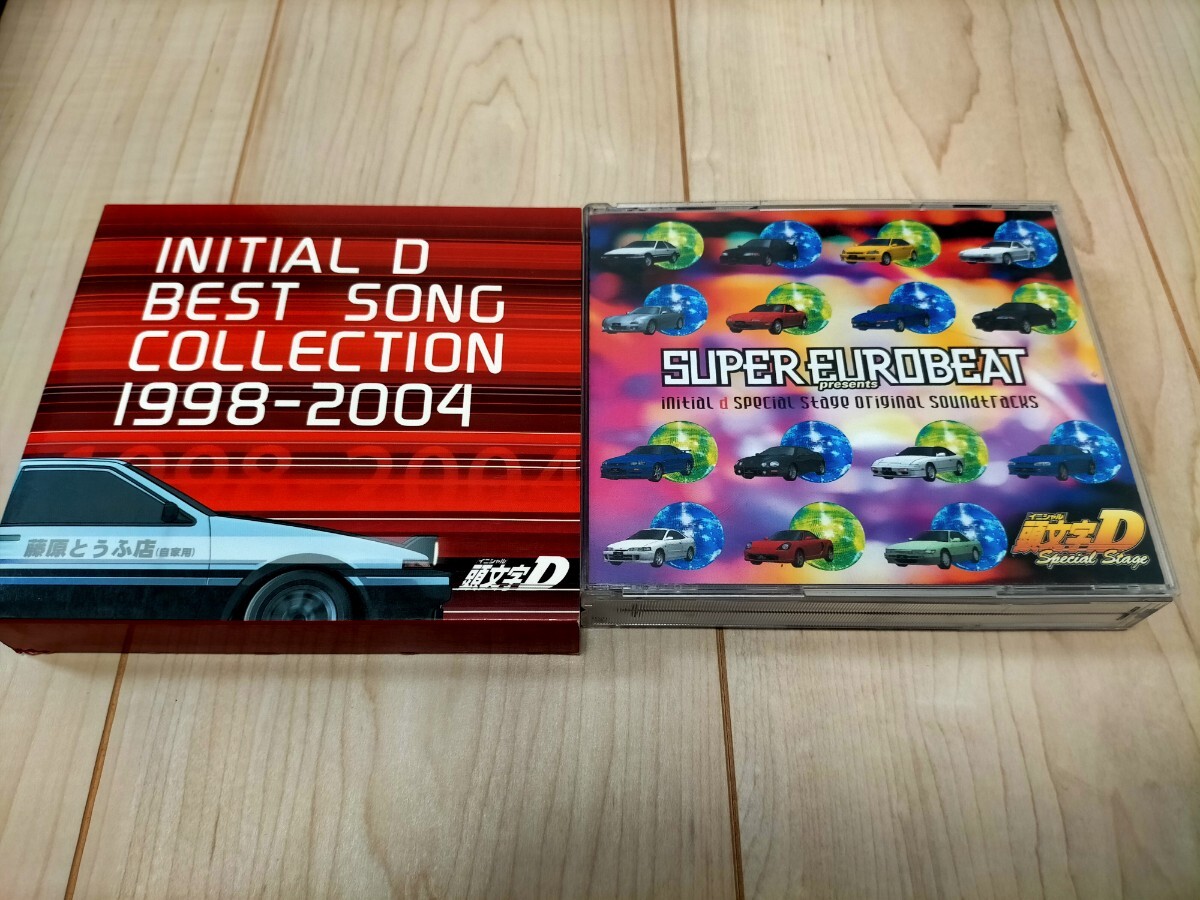 INITIAL D
BEST SONG
COLLECTION
1998-2004
1998-2004
藤原とうふ店(自家用)
イニシャル
頭文字D
SUPER EUROBEAT
presents
initial d special stage original soundtracks
イニシャル
頭文字D
Special Stage